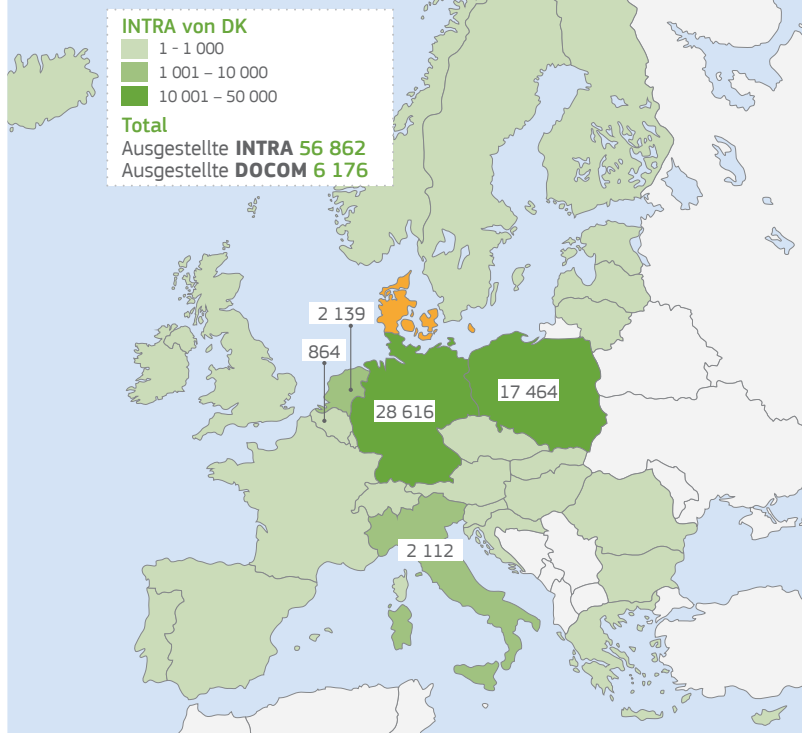 INTRA von DK
1 - 1 000
1 001 – 10 000
10 001 – 50 000
Total
Ausgestellte INTRA 56 862
Ausgestellte DOCOM 6 176
2 139
864
28 616
17 464
2 112